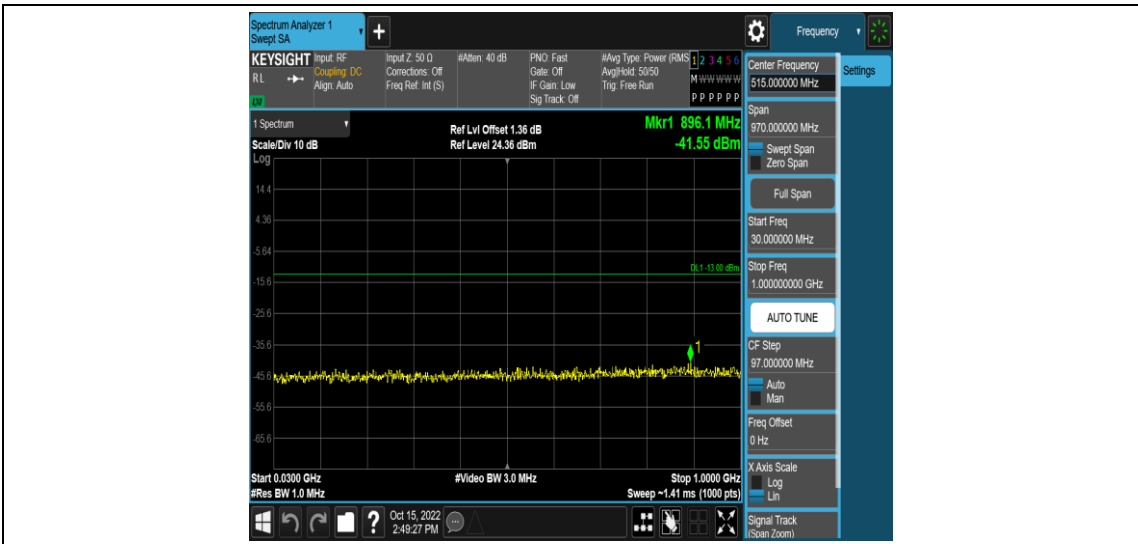 Spectrum Analyzer 1
Swept SA
+
Frequency
KEYSIGHT
RL
LXI
Input: RF
Coupling: DC
Align: Auto
Input Z: 50 Ω
Corrections: Off
Freq Ref: Int (S)
#Atten: 40 dB
PNO: Fast
Gate: Off
IF Gain: Low
Sig Track: Off
#Avg Type: Power (RMS
Avg|Hold: 50/50
Trig: Free Run
1 2 3 4 5 6
M W W W W W
P P P P P P
Center Frequency
515.000000 MHz
Settings
Span
970.000000 MHz
Swept Span
Zero Span
Full Span
Start Freq
30.000000 MHz
Stop Freq
1.000000000 GHz
AUTO TUNE
CF Step
97.000000 MHz
Auto
Man
Freq Offset
0 Hz
X Axis Scale
Log
Lin
Signal Track
(Span Zoom)
1 Spectrum
Scale/Div 10 dB
Log
Ref Lvl Offset 1.36 dB
Ref Level 24.36 dBm
Mkr1 896.1 MHz
-41.55 dBm
14.4
4.36
-5.64
DL1 -13.00 dBm
-15.6
-25.6
-35.6
1
-45.6
-55.6
-65.6
Start 0.0300 GHz
#Video BW 3.0 MHz
Stop 1.0000 GHz
#Res BW 1.0 MHz
Sweep ~1.41 ms (1000 pts)
?
Oct 15, 2022
2:49:27 PM